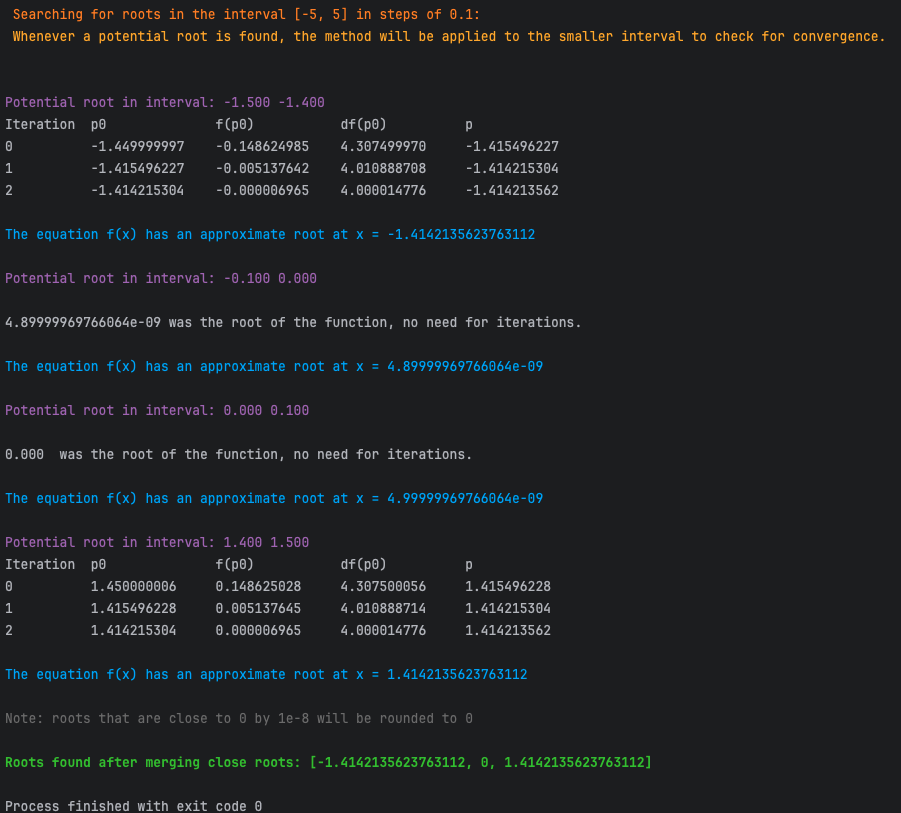 Searching for roots in the interval [-5, 5] in steps of 0.1:
Whenever a potential root is found, the method will be applied to the smaller interval to check for convergence.
Potential root in interval: -1.500 -1.400
Iteration  p0              f(p0)           df(p0)          p
0          -1.449999997    -0.148624985    4.307499970     -1.415496227
1          -1.415496227    -0.005137642    4.010888708     -1.414215304
2          -1.414215304    -0.000006965    4.000014776     -1.414213562
The equation f(x) has an approximate root at x = -1.4142135623763112
Potential root in interval: -0.100 0.000
4.89999969766064e-09 was the root of the function, no need for iterations.
The equation f(x) has an approximate root at x = 4.89999969766064e-09
Potential root in interval: 0.000 0.100
0.000  was the root of the function, no need for iterations.
The equation f(x) has an approximate root at x = 4.99999969766064e-09
Potential root in interval: 1.400 1.500
Iteration  p0              f(p0)           df(p0)          p
0          1.450000006     0.148625028     4.307500056     1.415496228
1          1.415496228     0.005137645     4.010888714     1.414215304
2          1.414215304     0.000006965     4.000014776     1.414213562
The equation f(x) has an approximate root at x = 1.4142135623763112
Note: roots that are close to 0 by 1e-8 will be rounded to 0
Roots found after merging close roots: [-1.4142135623763112, 0, 1.4142135623763112]
Process finished with exit code 0